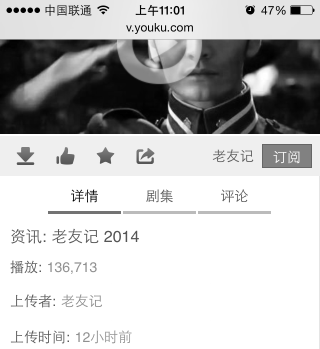 中国联通 上午11:01 47%
v.youku.com
老友记 订阅
详情 剧集 评论
资讯: 老友记 2014
播放: 136,713
上传者: 老友记
上传时间: 12小时前